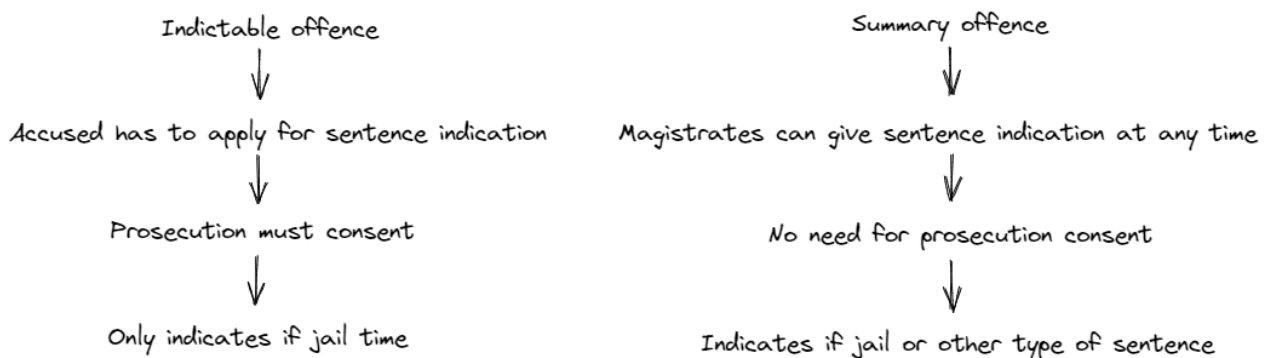 Indictable offence
Accused has to apply for sentence indication
Prosecution must consent
Only indicates if jail time
Summary offence
Magistrates can give sentence indication at any time
No need for prosecution consent
Indicates if jail or other type of sentence